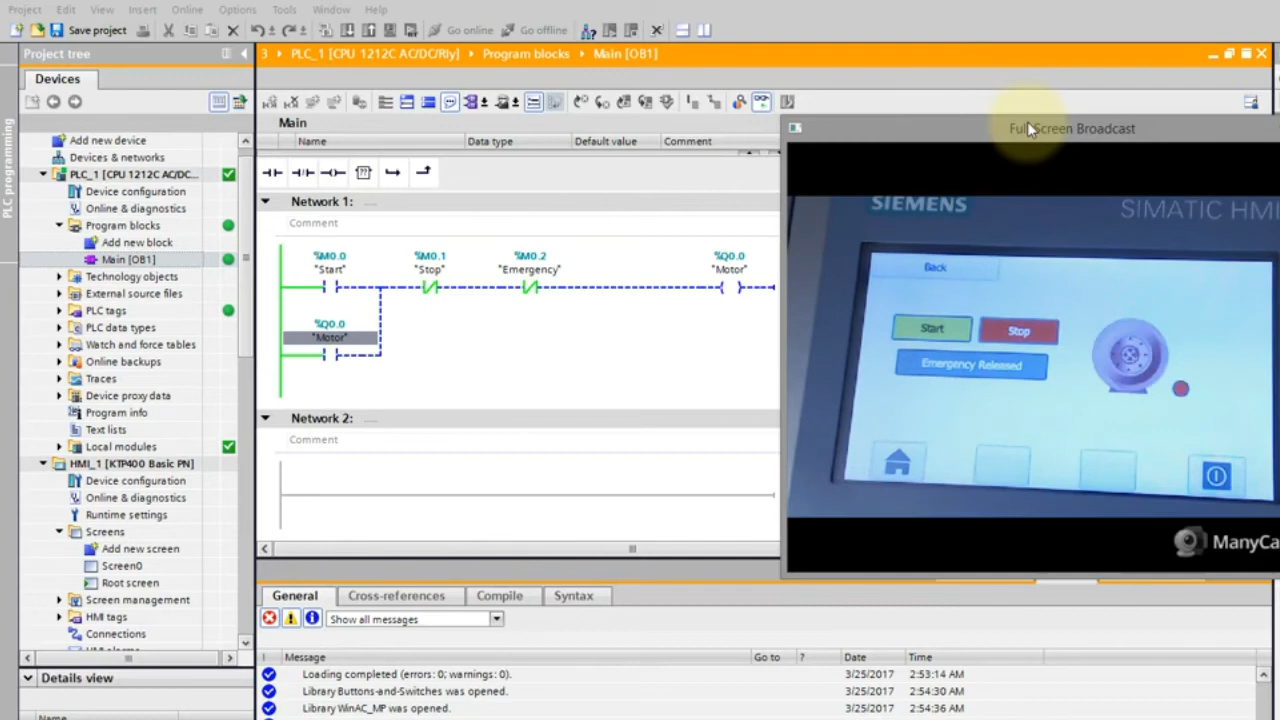 Project Edit View Insert Online Options Tools Window Help
Save project Go online Go offline
Project tree
3 PLC_1 [CPU 1212C AC/DC/Rly] Program blocks Main [OB1]
Devices
PLC programming
Add new device
Devices & networks
PLC_1 [CPU 1212C AC/DC...
Device configuration
Online & diagnostics
Program blocks
Add new block
Main [OB1]
Technology objects
External source files
PLC tags
PLC data types
Watch and force tables
Online backups
Traces
Device proxy data
Program info
Text lists
Local modules
HMI_1 [KTP400 Basic PN]
Device configuration
Online & diagnostics
Runtime settings
Screens
Add new screen
Screen0
Root screen
Screen management
HMI tags
Connections
HMI alarms
Details view
Name
Main
Name Data type Default value Comment
Network 1:
Comment
%M0.0 %M0.1 %M0.2 %Q0.0
"Start" "Stop" "Emergency" "Motor"
%Q0.0
"Motor"
Network 2:
Comment
Full Screen Broadcast
SIEMENS SIMATIC HMI
Back
Start Stop
Emergency Released
ManyCa
General Cross-references Compile Syntax
Show all messages
! Message Go to ? Date Time
Loading completed (errors: 0; warnings: 0). 3/25/2017 2:53:14 AM
Library Buttons-and-Switches was opened. 3/25/2017 2:54:30 AM
Library WinAC_MP was opened. 3/25/2017 2:54:36 AM